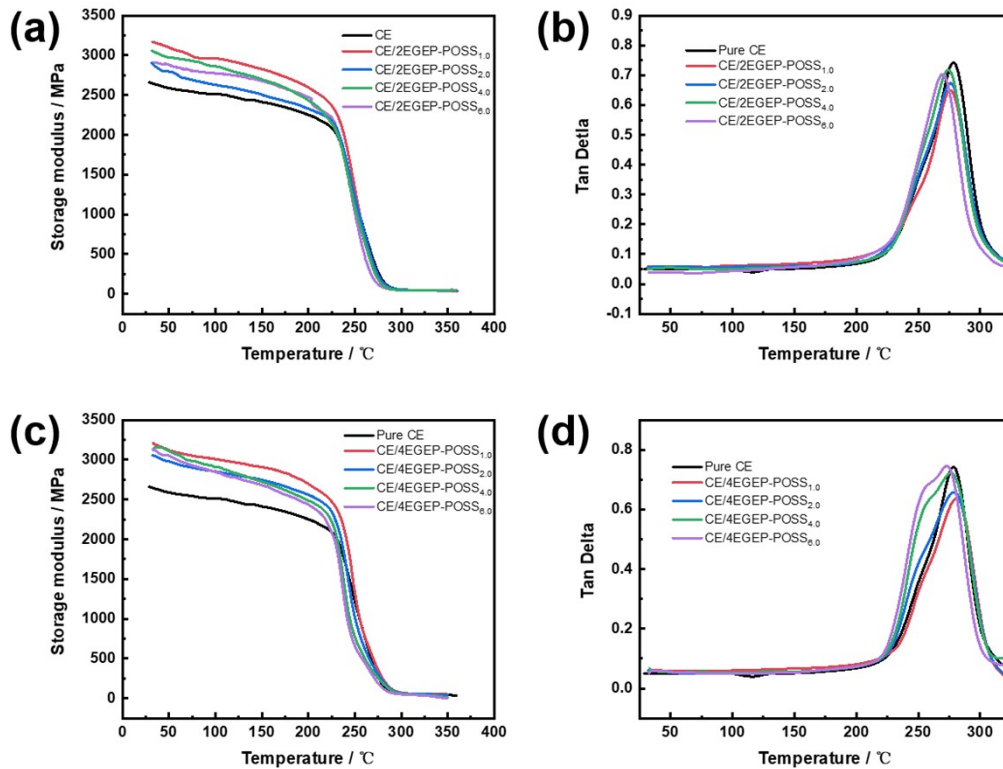 (a)
Storage modulus / MPa
3500
3000
2500
2000
1500
1000
500
0
0 50 100 150 200 250 300 350 400
Temperature / ℃
CE
CE/2EGEP-POSS1.0
CE/2EGEP-POSS2.0
CE/2EGEP-POSS4.0
CE/2EGEP-POSS6.0
(b)
Tan Detla
0.9
0.8
0.7
0.6
0.5
0.4
0.3
0.2
0.1
0.0
-0.1
50 100 150 200 250 300
Temperature / ℃
Pure CE
CE/2EGEP-POSS1.0
CE/2EGEP-POSS2.0
CE/2EGEP-POSS4.0
CE/2EGEP-POSS6.0
(c)
Storage modulus / MPa
3500
3000
2500
2000
1500
1000
500
0
0 50 100 150 200 250 300 350 400
Temperature / ℃
Pure CE
CE/4EGEP-POSS1.0
CE/4EGEP-POSS2.0
CE/4EGEP-POSS4.0
CE/4EGEP-POSS6.0
(d)
Tan Delta
0.8
0.6
0.4
0.2
0.0
50 100 150 200 250 300
Temperature / ℃
Pure CE
CE/4EGEP-POSS1.0
CE/4EGEP-POSS2.0
CE/4EGEP-POSS4.0
CE/4EGEP-POSS6.0